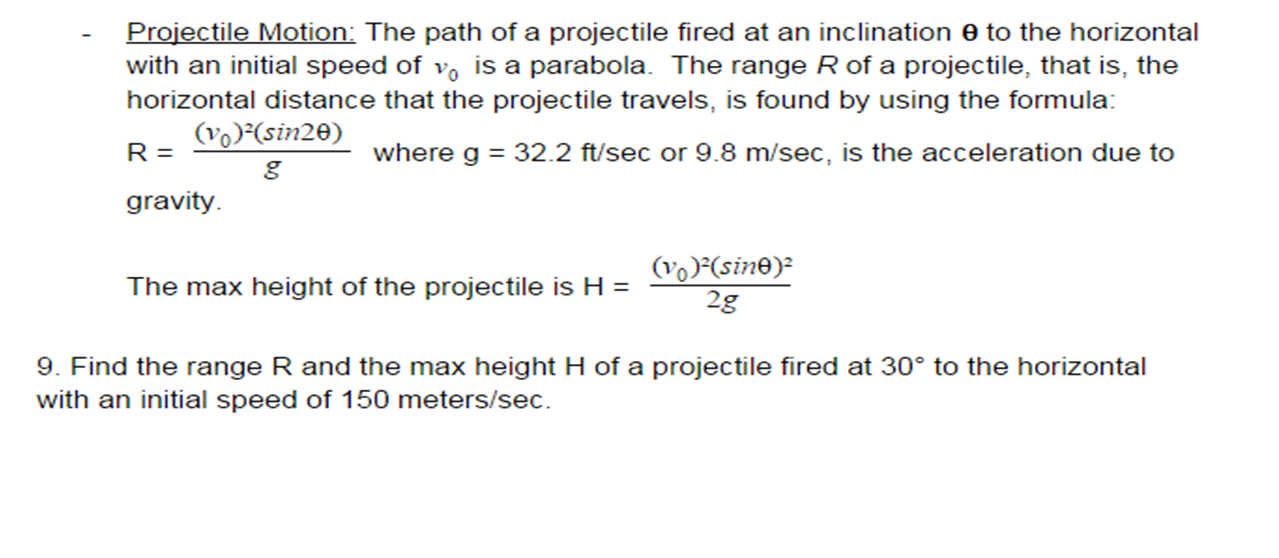 - Projectile Motion: The path of a projectile fired at an inclination θ to the horizontal
with an initial speed of v₀ is a parabola. The range R of a projectile, that is, the
horizontal distance that the projectile travels, is found by using the formula:
R = (v₀)²(sin2θ) / g where g = 32.2 ft/sec or 9.8 m/sec, is the acceleration due to
gravity.
The max height of the projectile is H = (v₀)²(sinθ)² / 2g
9. Find the range R and the max height H of a projectile fired at 30° to the horizontal
with an initial speed of 150 meters/sec.